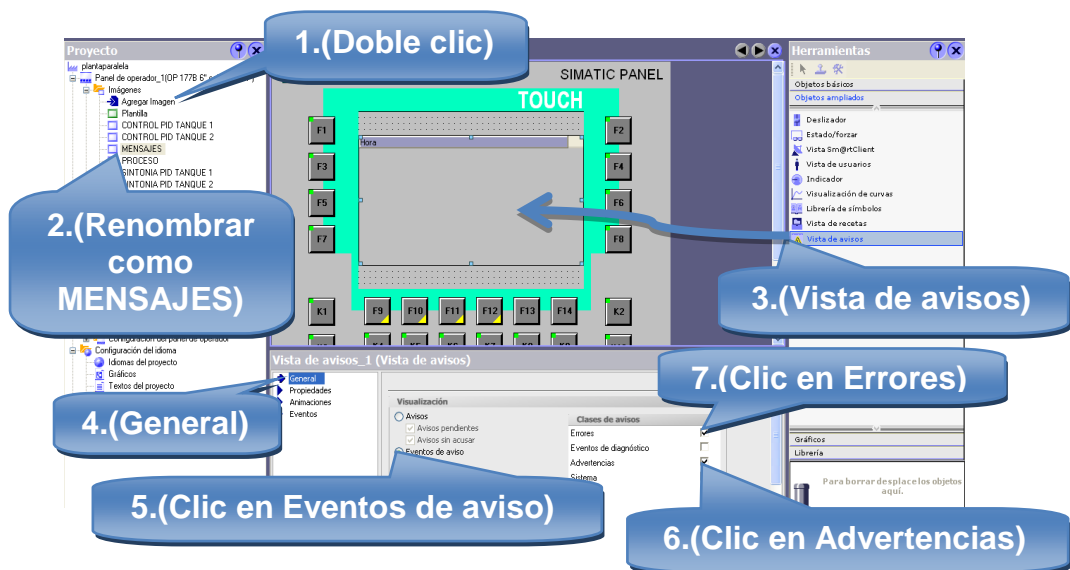 Proyecto
plantaparalela
Panel de operador_1(OP 177B 6"
Imágenes
Agregar Imagen
Plantilla
CONTROL PID TANQUE 1
CONTROL PID TANQUE 2
MENSAJES
PROCESO
SINTONIA PID TANQUE 1
SINTONIA PID TANQUE 2
1.(Doble clic)
2.(Renombrar
como
MENSAJES)
Configuración del panel de operador
Configuración del idioma
Idiomas del proyecto
Gráficos
Textos del proyecto
SIMATIC PANEL
TOUCH
Hora
F1
F2
F3
F4
F5
F6
F7
F8
K1
F9
F10
F11
F12
F13
F14
K2
Herramientas
Objetos básicos
Objetos ampliados
Deslizador
Estado/forzar
Vista Sm@rtClient
Vista de usuarios
Indicador
Visualización de curvas
Librería de símbolos
Vista de recetas
Vista de avisos
3.(Vista de avisos)
Vista de avisos_1 (Vista de avisos)
General
Propiedades
Animaciones
Eventos
4.(General)
Visualización
Avisos
Avisos pendientes
Avisos sin acusar
Eventos de aviso
Clases de avisos
Errores
Eventos de diagnóstico
Advertencias
Sistema
7.(Clic en Errores)
5.(Clic en Eventos de aviso)
6.(Clic en Advertencias)
Gráficos
Librería
Para borrar desplace los objetos
aquí.